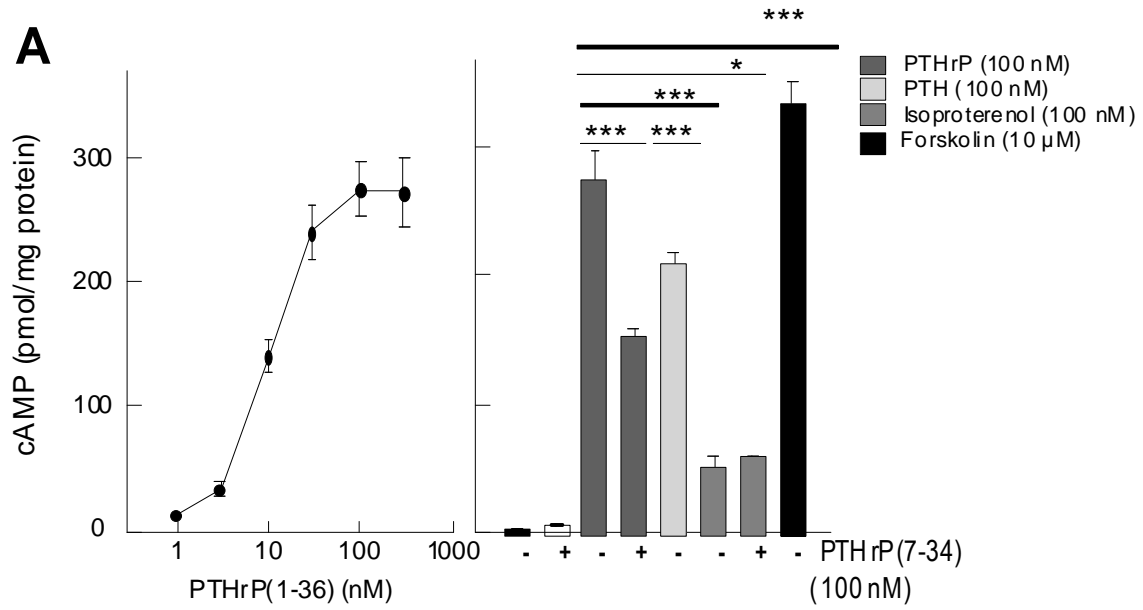 A
***
*
***
***
***
PTHrP (100 nM)
PTH (100 nM)
Isoproterenol (100 nM)
Forskolin (10 µM)
cAMP (pmol/mg protein)
300
200
100
0
1 10 100 1000
PTHrP(1-36) (nM)
- + - + - - + - PTHrP(7-34)
(100 nM)